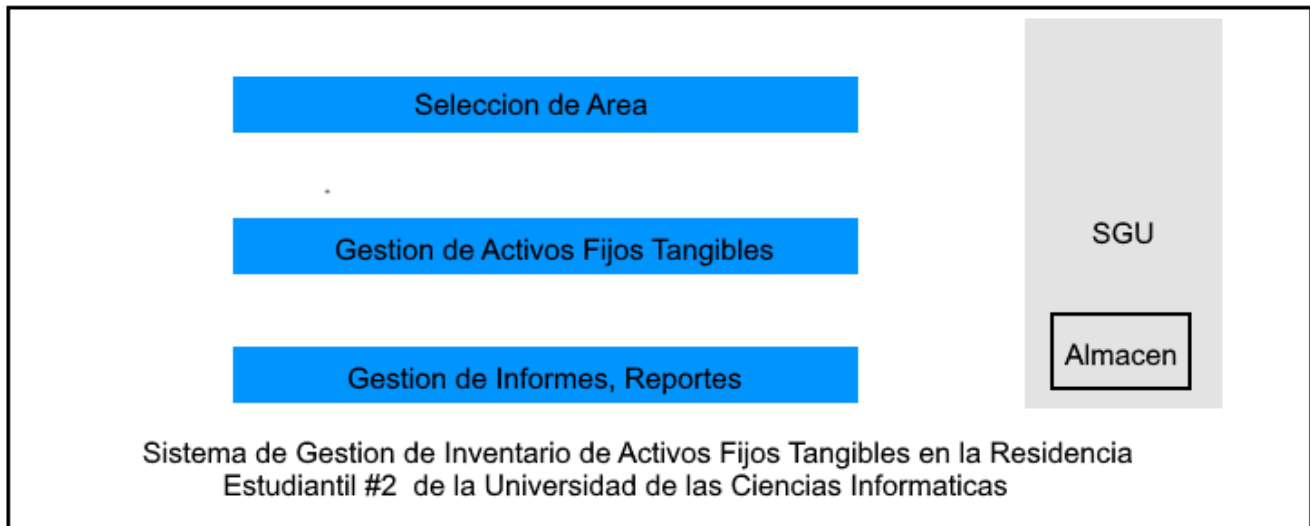 Seleccion de Area
Gestion de Activos Fijos Tangibles
SGU
Almacen
Gestion de Informes, Reportes
Sistema de Gestion de Inventario de Activos Fijos Tangibles en la Residencia
Estudiantil #2 de la Universidad de las Ciencias Informaticas